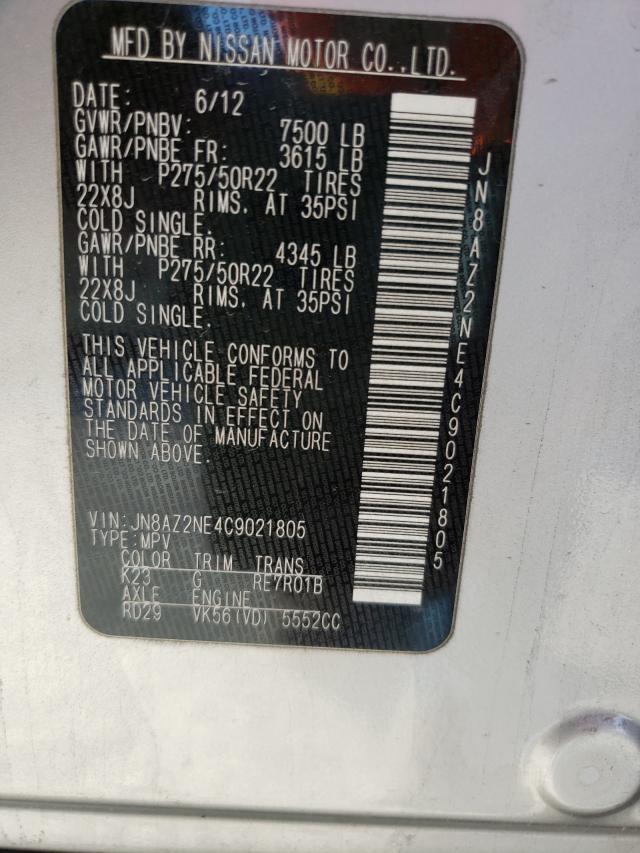 MFD BY NISSAN MOTOR CO.,LTD.
DATE: 6/12
GVWR/PNBV: 7500 LB
GAWR/PNBE FR: 3615 LB
WITH P275/50R22 TIRES
22X8J RIMS. AT 35PSI
COLD SINGLE.
GAWR/PNBE RR: 4345 LB
WITH P275/50R22 TIRES
22X8J RIMS. AT 35PSI
COLD SINGLE.
THIS VEHICLE CONFORMS TO
ALL APPLICABLE FEDERAL
MOTOR VEHICLE SAFETY
STANDARDS IN EFFECT ON
THE DATE OF MANUFACTURE
SHOWN ABOVE.
VIN:JN8AZ2NE4C9021805
TYPE:MPV
COLOR TRIM TRANS
K23 G RE7R01B
AXLE ENGINE
RD29 VK56(VD) 5552CC
JN8AZ2NE4C9021805